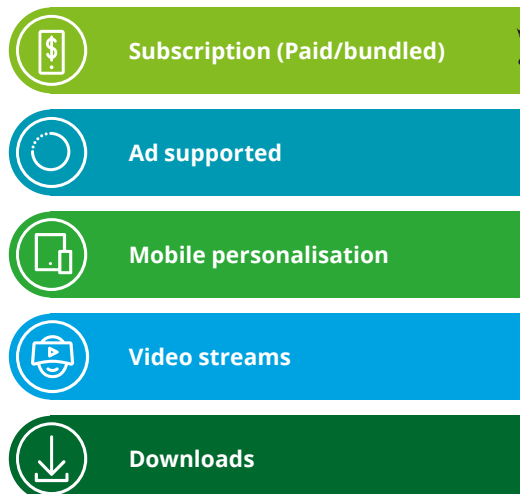 Subscription (Paid/bundled)
Ad supported
Mobile personalisation
Video streams
Downloads